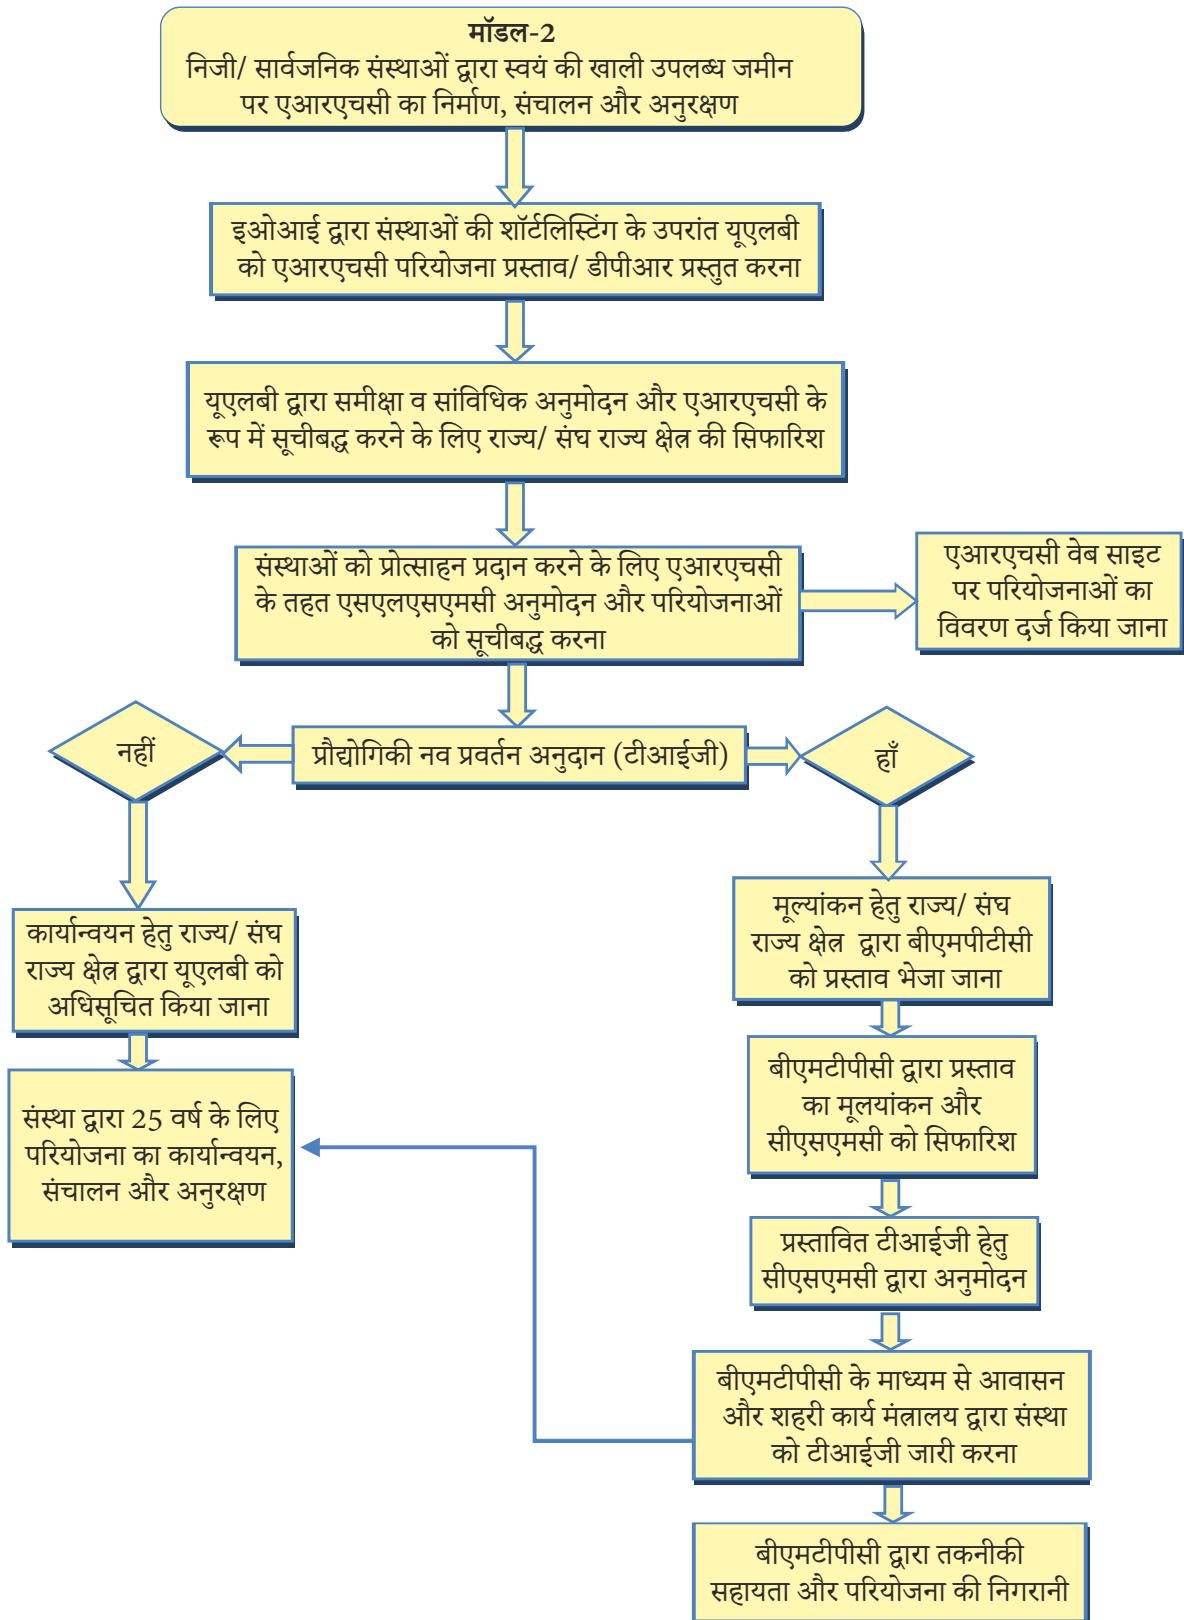 मॉडल-2
निजी/ सार्वजनिक संस्थाओं द्वारा स्वयं की खाली उपलब्ध जमीन
पर एआरएचसी का निर्माण, संचालन और अनुरक्षण
इओआई द्वारा संस्थाओं की शॉर्टलिस्टिंग के उपरांत यूएलबी
को एआरएचसी परियोजना प्रस्ताव/ डीपीआर प्रस्तुत करना
यूएलबी द्वारा समीक्षा व सांविधिक अनुमोदन और एआरएचसी के
रूप में सूचीबद्ध करने के लिए राज्य/ संघ राज्य क्षेत्र की सिफारिश
संस्थाओं को प्रोत्साहन प्रदान करने के लिए एआरएचसी
के तहत एसएलएसएमसी अनुमोदन और परियोजनाओं
को सूचीबद्ध करना
एआरएचसी वेब साइट
पर परियोजनाओं का
विवरण दर्ज किया जाना
प्रौद्योगिकी नव प्रवर्तन अनुदान (टीआईजी)
नहीं
हाँ
कार्यान्वयन हेतु राज्य/ संघ
राज्य क्षेत्र द्वारा यूएलबी को
अधिसूचित किया जाना
संस्था द्वारा 25 वर्ष के लिए
परियोजना का कार्यान्वयन,
संचालन और अनुरक्षण
मूल्यांकन हेतु राज्य/ संघ
राज्य क्षेत्र द्वारा बीएमपीटीसी
को प्रस्ताव भेजा जाना
बीएमटीपीसी द्वारा प्रस्ताव
का मूलयांकन और
सीएसएमसी को सिफारिश
प्रस्तावित टीआईजी हेतु
सीएसएमसी द्वारा अनुमोदन
बीएमटीपीसी के माध्यम से आवासन
और शहरी कार्य मंत्रालय द्वारा संस्था
को टीआईजी जारी करना
बीएमटीपीसी द्वारा तकनीकी
सहायता और परियोजना की निगरानी